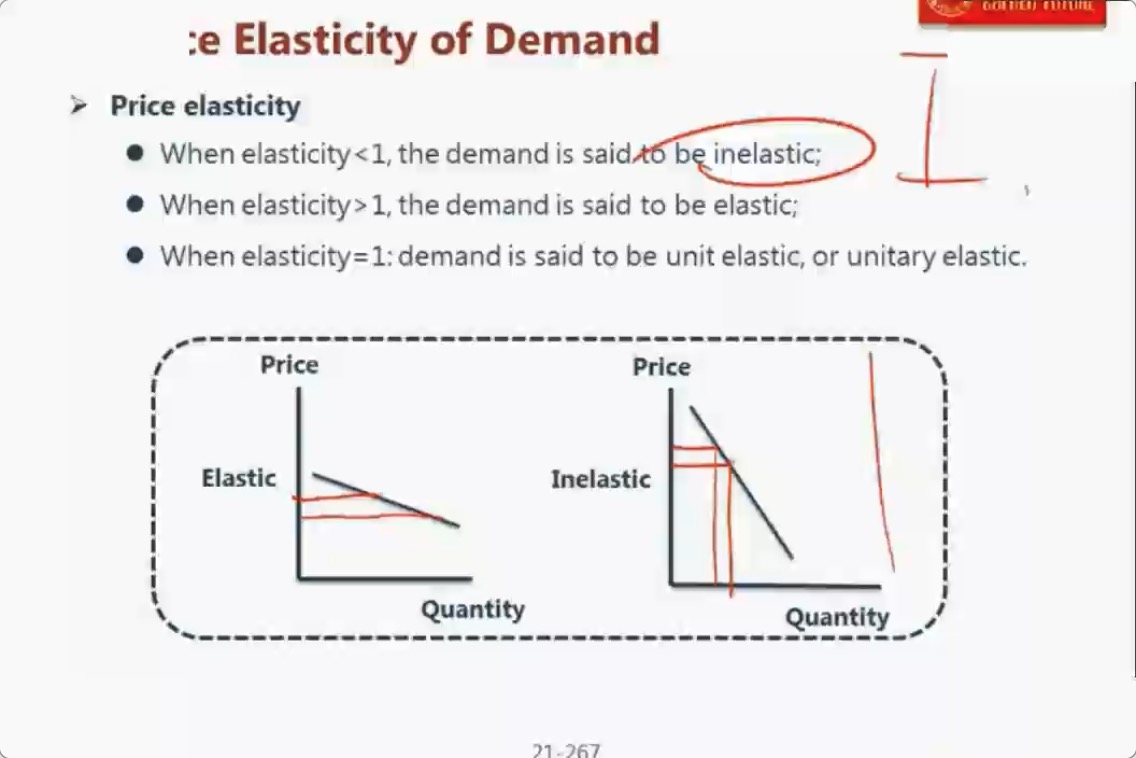 :e Elasticity of Demand
➢ Price elasticity
● When elasticity<1, the demand is said to be inelastic;
● When elasticity>1, the demand is said to be elastic;
● When elasticity=1: demand is said to be unit elastic, or unitary elastic.
I
Price
Elastic
Quantity
Price
Inelastic
Quantity
21-267